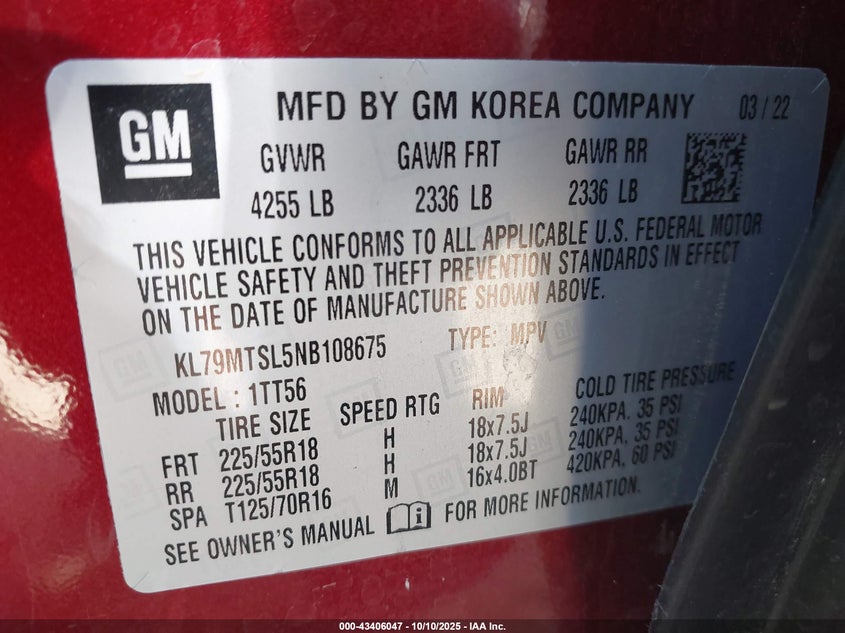 GM
MFD BY GM KOREA COMPANY 03 / 22
GVWR GAWR FRT GAWR RR
4255 LB 2336 LB 2336 LB
THIS VEHICLE CONFORMS TO ALL APPLICABLE U.S. FEDERAL MOTOR
VEHICLE SAFETY AND THEFT PREVENTION STANDARDS IN EFFECT
ON THE DATE OF MANUFACTURE SHOWN ABOVE.
KL79MTSL5NB108675 TYPE: MPV
MODEL : 1TT56
TIRE SIZE SPEED RTG RIM COLD TIRE PRESSURE
FRT 225/55R18 H 18x7.5J 240KPA, 35 PSI
RR 225/55R18 H 18x7.5J 240KPA, 35 PSI
SPA T125/70R16 M 16x4.0BT 420KPA, 60 PSI
SEE OWNER'S MANUAL FOR MORE INFORMATION.
000-43406047 - 10/10/2025 - IAA Inc.